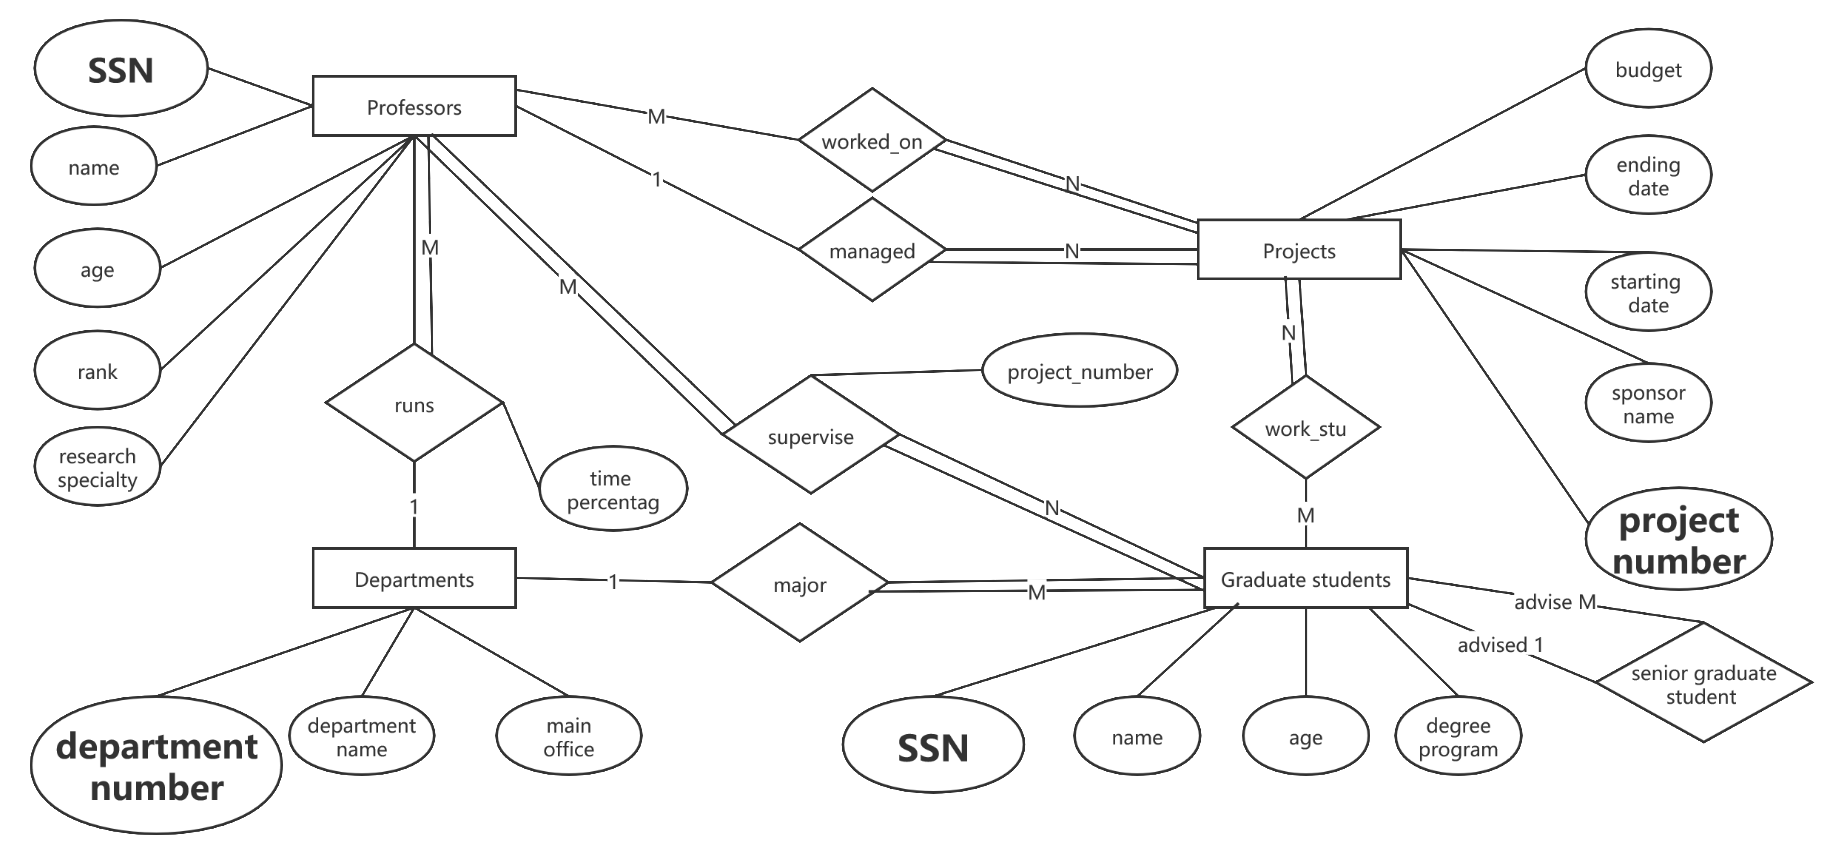 SSN
Professors
budget
M
worked_on
name
ending
date
1
N
managed
N
Projects
M
age
M
starting
date
N
rank
project_number
sponsor
name
runs
supervise
work_stu
research
specialty
time
percentag
1
N
M
project
number
Departments
1
major
M
Graduate students
advise M
advised 1
senior graduate
student
department
number
department
name
main
office
SSN
name
age
degree
program